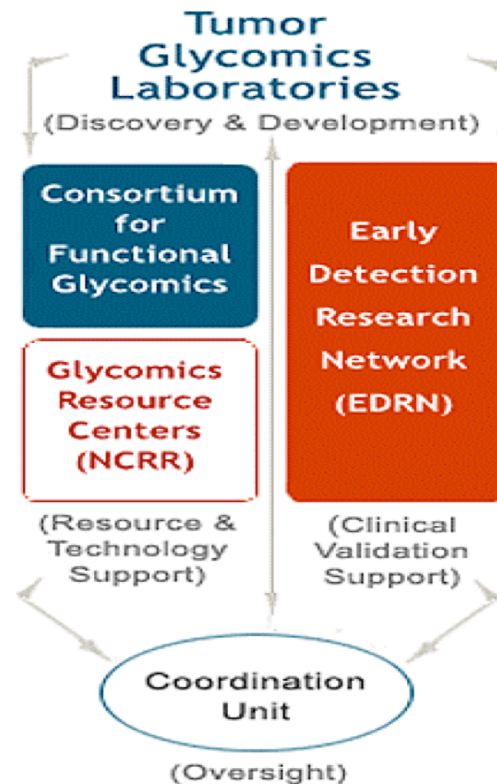 Tumor
Glycomics
Laboratories
(Discovery & Development)
Consortium
for
Functional
Glycomics
Glycomics
Resource
Centers
(NCRR)
(Resource &
Technology
Support)
Early
Detection
Research
Network
(EDRN)
(Clinical
Validation
Support)
Coordination
Unit
(Oversight)